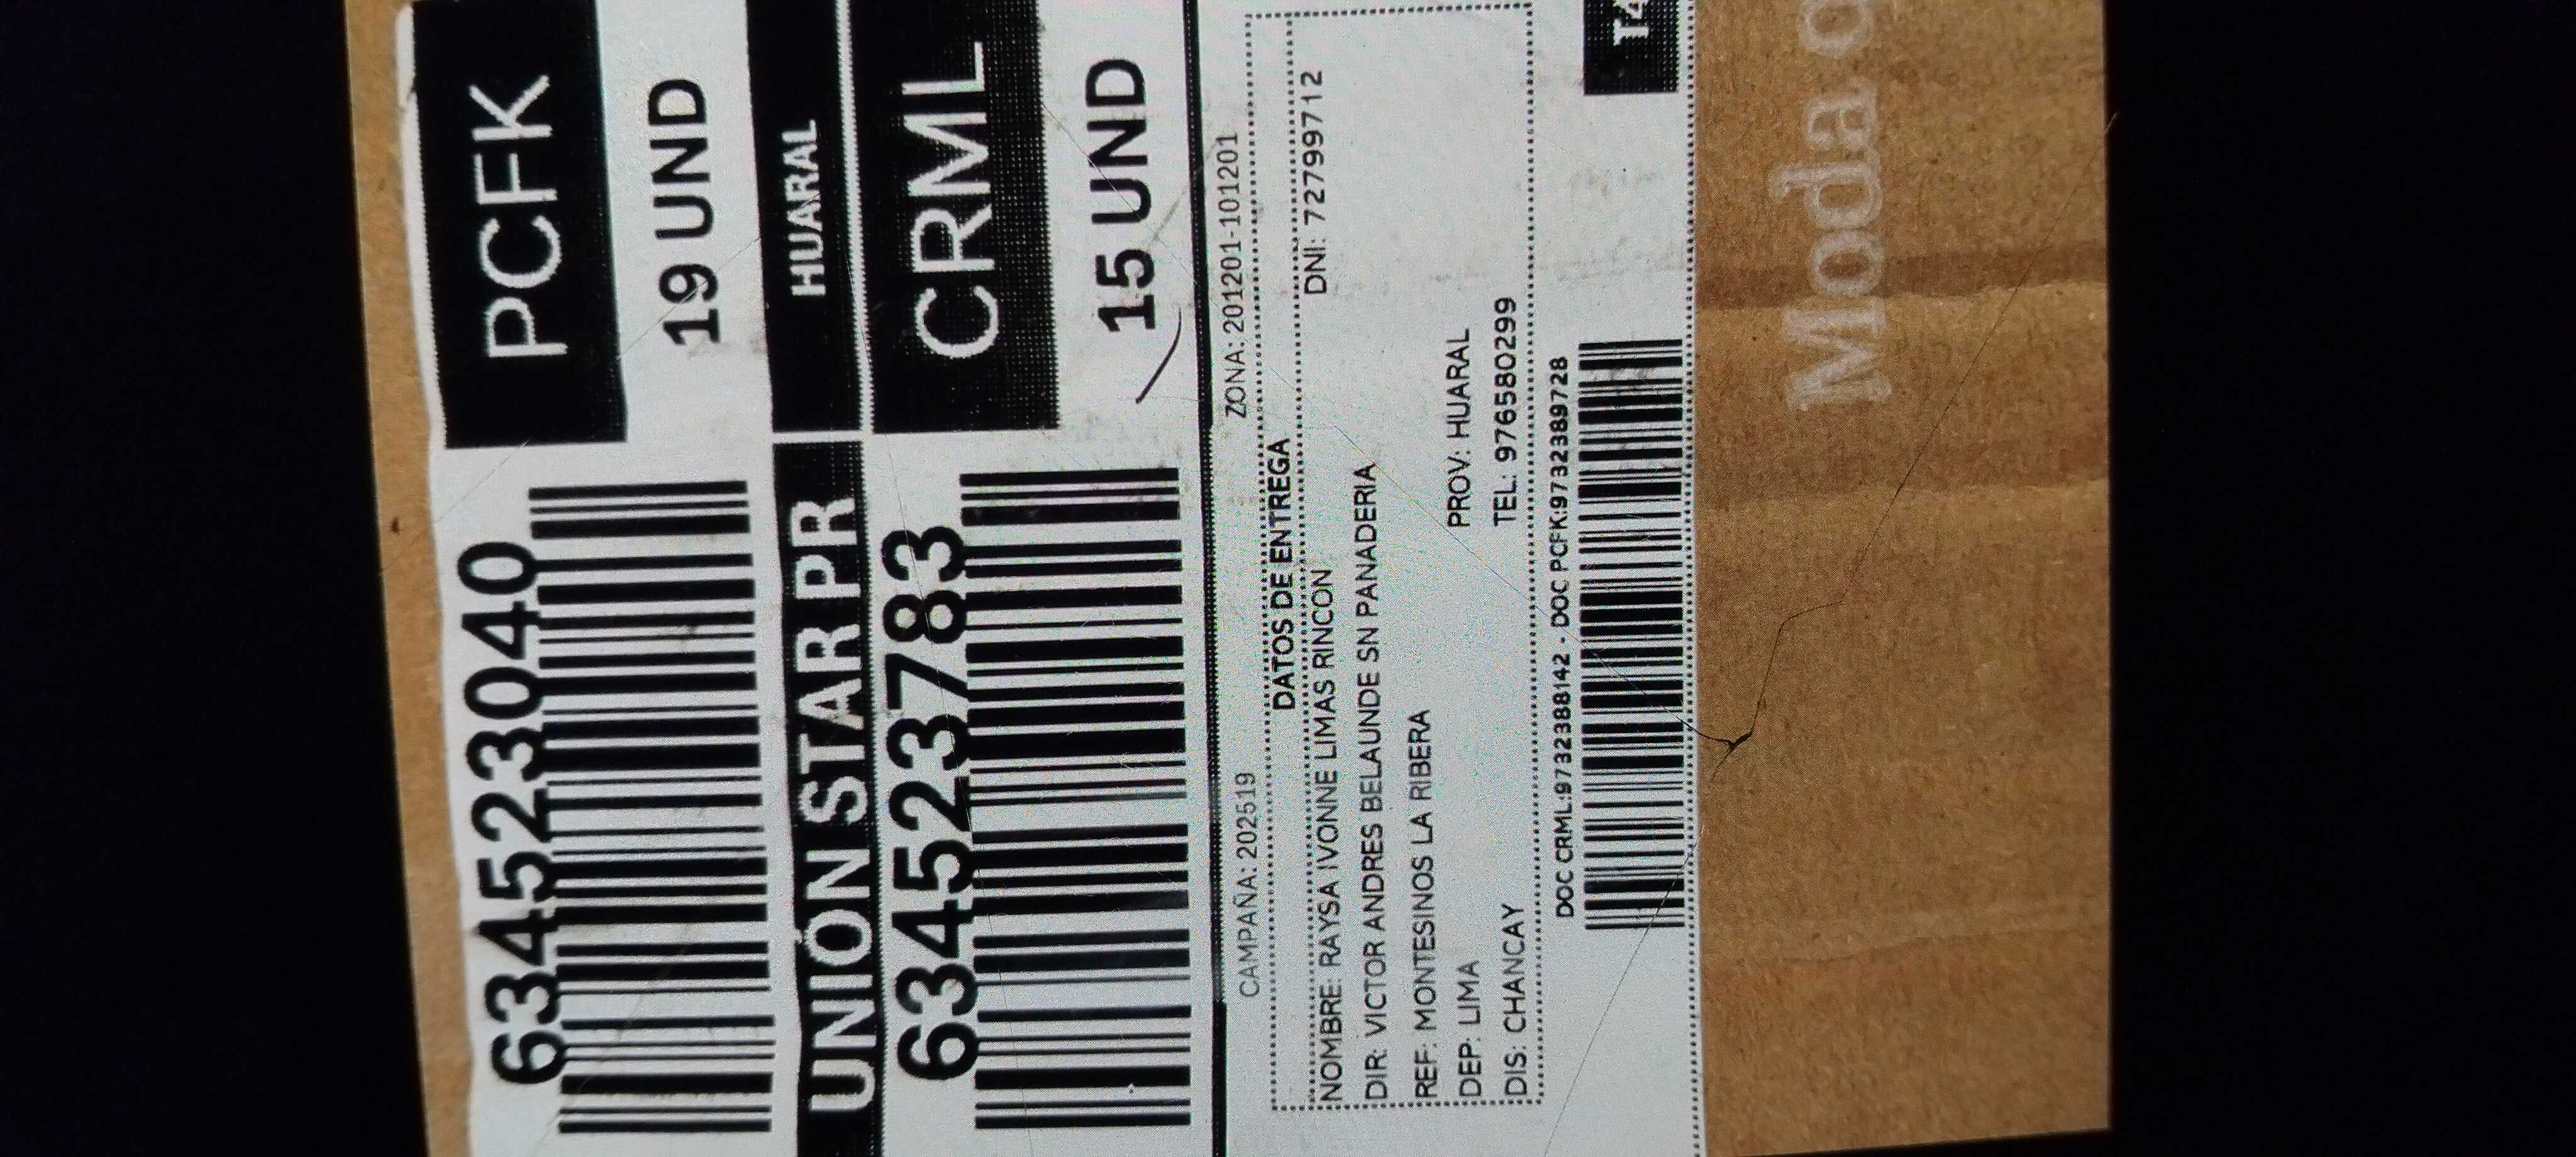 6345523040
PCFK
19 UND
UNIÓN STAR PR
HUARAL
6345523783
CRML
15 UND
CAMPAÑA: 202519 ZONA: 201201-101201
DATOS DE ENTREGA
NOMBRE: RAYSA IVONNE LIMAS RINCON DNI: 72799712
DIR: VICTOR ANDRES BELAUNDE SN PANADERIA
REF: MONTESINOS LA RIBERA
DEP: LIMA PROV: HUARAL
DIS: CHANCAY TEL: 976580299
DOC CRML:9732388142 - DOC PCFK:9732389728
Moda